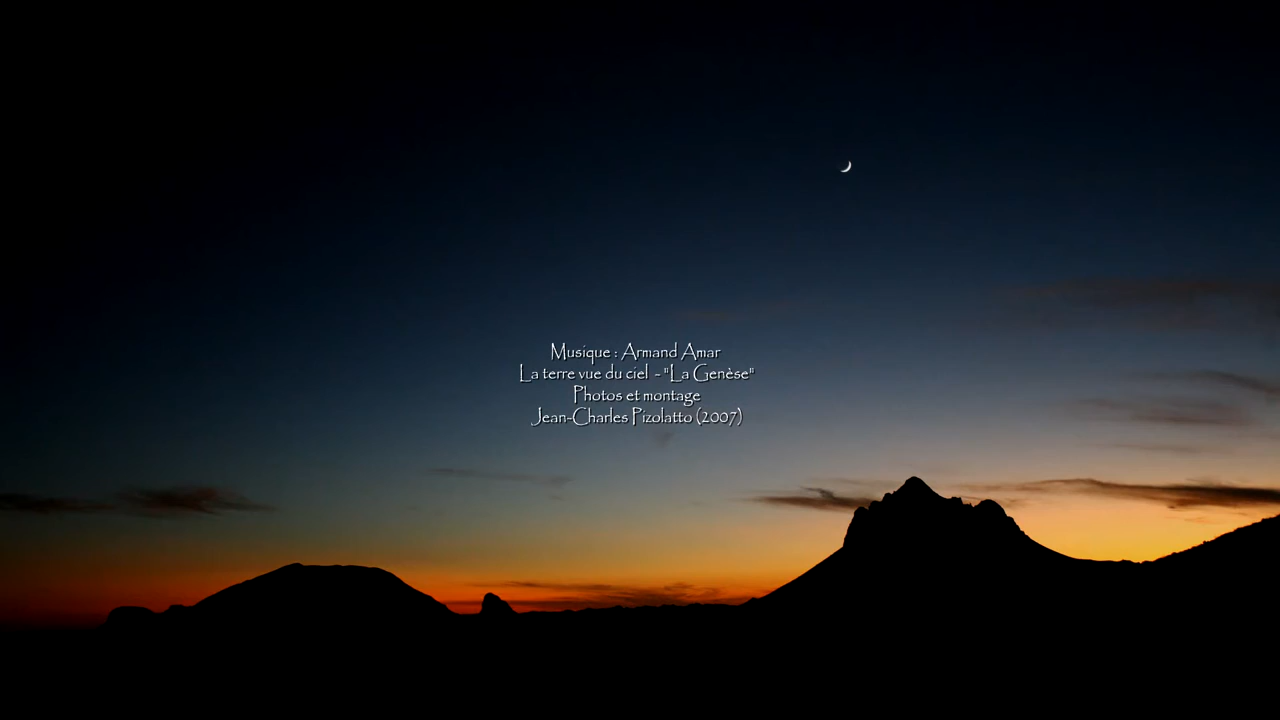 Musique : Armand Amar
La terre vue du ciel - "La Genèse"
Photos et montage
Jean-Charles Pizolatto (2007)